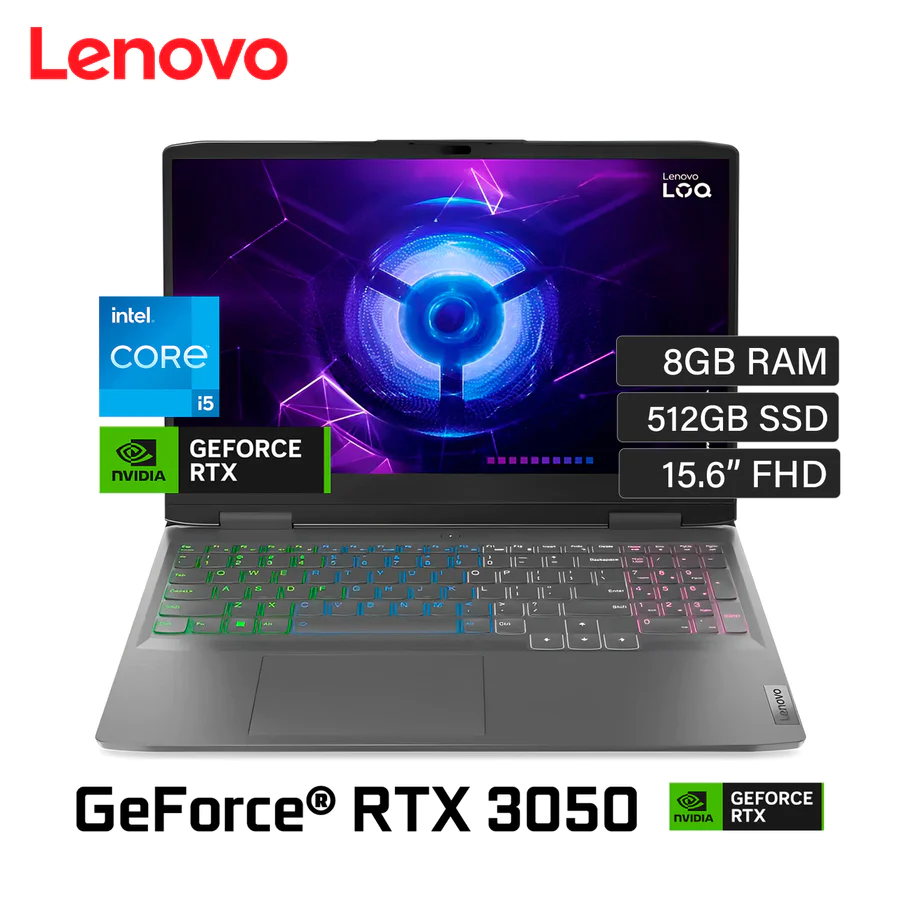 Lenovo
Lenovo
LOQ
intel.
CORe
i5
8GB RAM
512GB SSD
15.6" FHD
NVIDIA
GEFORCE
RTX
Lenovo
GeForce® RTX 3050
NVIDIA
GEFORCE
RTX